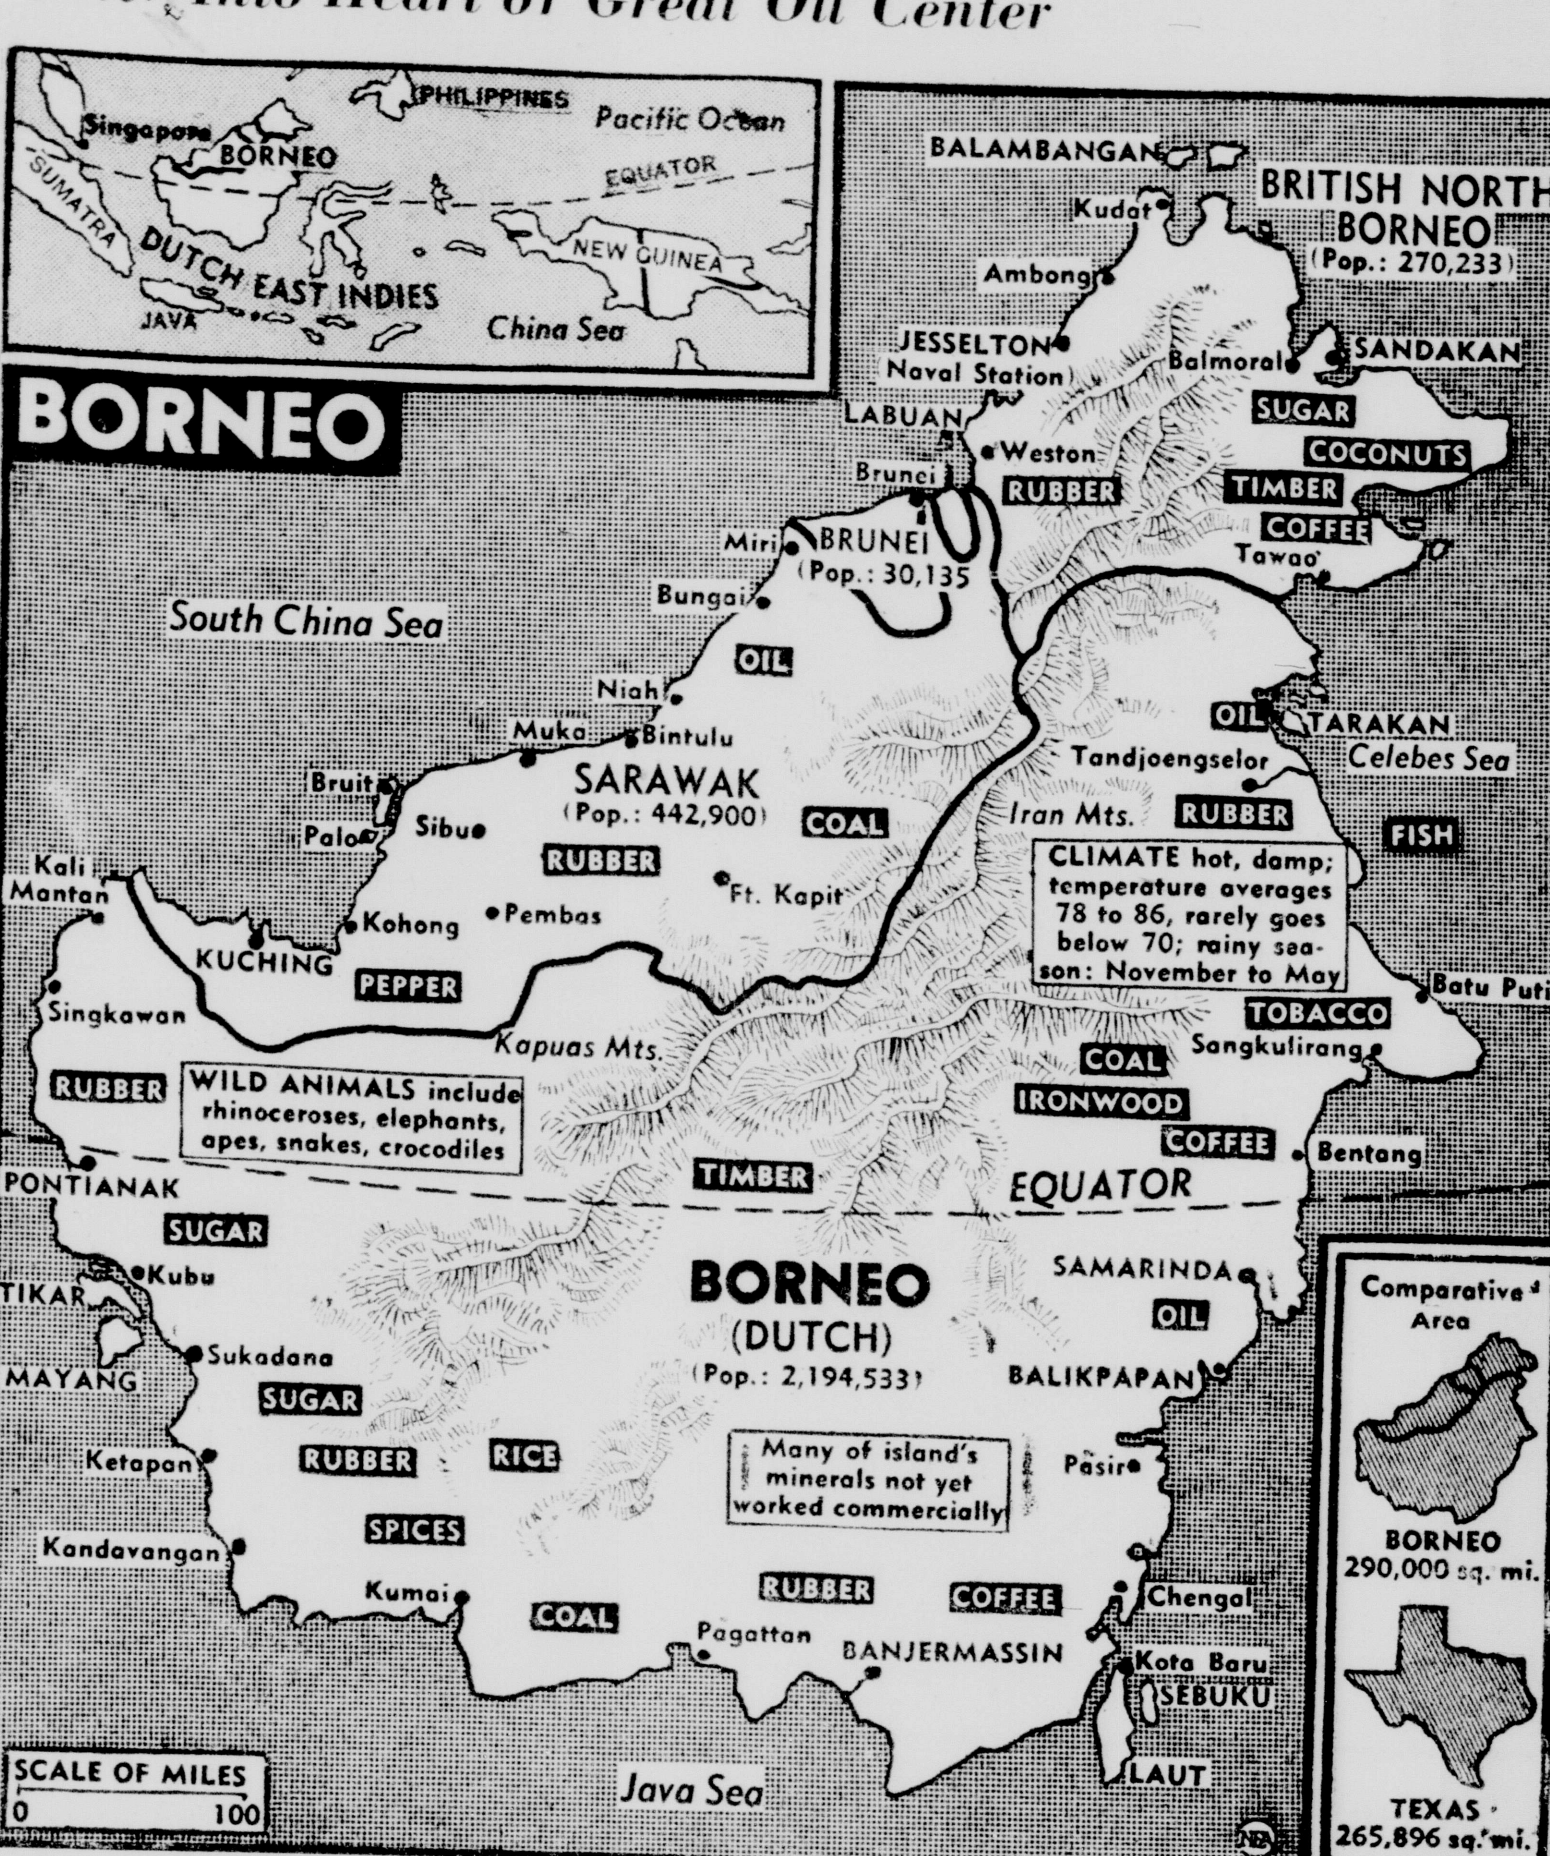 Into Heart of Great Oil Center
PHILIPPINES
Pacific Ocean
Singapore
BORNEO
EQUATOR
SUMATRA
DUTCH EAST INDIES
NEW GUINEA
JAVA
China Sea
BORNEO
BALAMBANGAN
BRITISH NORTH
BORNEO
(Pop.: 270,233)
Kudat
Ambong
JESSELTON
(Naval Station)
Balmoral
SANDAKAN
LABUAN
SUGAR
Weston
COCONUTS
Brunei
RUBBER
TIMBER
COFFEE
Miri
BRUNEI
(Pop.: 30,135
Tawao
Bungai
South China Sea
OIL
Niah
OIL
TARAKAN
Muka
Bintulu
Tandjoengselor
Celebes Sea
Bruit
SARAWAK
(Pop.: 442,900)
Iran Mts.
RUBBER
Palo
Sibu
COAL
FISH
Kali
Mantan
RUBBER
Ft. Kapit
CLIMATE hot, damp;
temperature averages
78 to 86, rarely goes
below 70; rainy sea-
son: November to May
Kohong
Pembas
KUCHING
PEPPER
Batu Puti
Singkawan
TOBACCO
Kapuas Mts.
Sangkulirang
COAL
RUBBER
WILD ANIMALS include
rhinoceroses, elephants,
apes, snakes, crocodiles
IRONWOOD
COFFEE
Bentang
PONTIANAK
TIMBER
EQUATOR
SUGAR
Kubu
BORNEO
(DUTCH)
(Pop.: 2,194,533)
SAMARINDA
TIKAR
OIL
Sukadana
MAYANG
BALIKPAPAN
SUGAR
Ketapan
RUBBER
RICE
Many of island's
minerals not yet
worked commercially
Pasir
SPICES
Kandavangan
Kumai
RUBBER
COFFEE
Chengal
COAL
Pagattan
BANJERMASSIN
Kota Baru
SEBUKU
LAUT
Java Sea
SCALE OF MILES
0 100
NEA
Comparative
Area
BORNEO
290,000 sq. mi.
TEXAS
265,896 sq. mi.